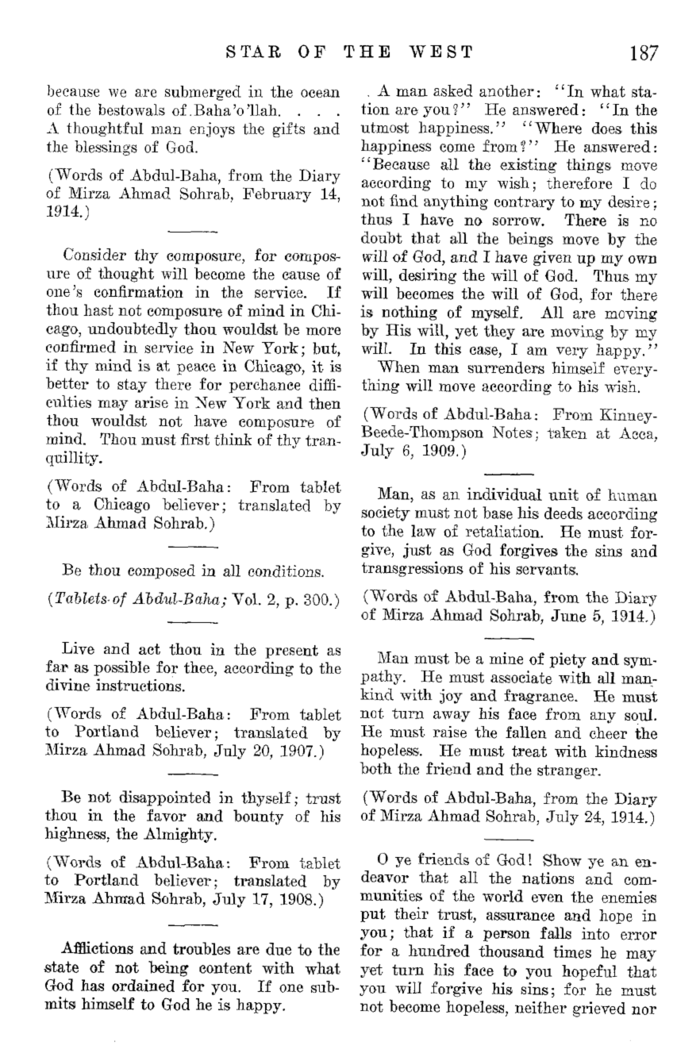 STAR OF THE WEST 187
because we are submerged in the ocean
of the bestowals of Baha'o'llah. . . .
A thoughtful man enjoys the gifts and
the blessings of God.
(Words of Abdul-Baha, from the Diary
of Mirza Ahmad Sohrab, February 14,
1914.)
Consider thy composure, for compos-
ure of thought will become the cause of
one's confirmation in the service. If
thou hast not composure of mind in Chi-
cago, undoubtedly thou wouldst be more
confirmed in service in New York; but,
if thy mind is at peace in Chicago, it is
better to stay there for perchance diffi-
culties may arise in New York and then
thou wouldst not have composure of
mind. Thou must first think of thy tran-
quillity.
(Words of Abdul-Baha: From tablet
to a Chicago believer; translated by
Mirza Ahmad Sohrab.)
Be thou composed in all conditions.
(Tablets of Abdul-Baha; Vol. 2, p. 300.)
Live and act thou in the present as
far as possible for thee, according to the
divine instructions.
(Words of Abdul-Baha: From tablet
to Portland believer; translated by
Mirza Ahmad Sohrab, July 20, 1907.)
Be not disappointed in thyself; trust
thou in the favor and bounty of his
highness, the Almighty.
(Words of Abdul-Baha: From tablet
to Portland believer; translated by
Mirza Ahmad Sohrab, July 17, 1908.)
Afflictions and troubles are due to the
state of not being content with what
God has ordained for you. If one sub-
mits himself to God he is happy.
A man asked another: "In what sta-
tion are you?" He answered: "In the
utmost happiness." "Where does this
happiness come from?" He answered:
"Because all the existing things move
according to my wish; therefore I do
not find anything contrary to my desire;
thus I have no sorrow. There is no
doubt that all the beings move by the
will of God, and I have given up my own
will, desiring the will of God. Thus my
will becomes the will of God, for there
is nothing of myself. All are moving
by His will, yet they are moving by my
will. In this case, I am very happy."
When man surrenders himself every-
thing will move according to his wish.
(Words of Abdul-Baha: From Kinney-
Beede-Thompson Notes; taken at Acca,
July 6, 1909.)
Man, as an individual unit of human
society must not base his deeds according
to the law of retaliation. He must for-
give, just as God forgives the sins and
transgressions of his servants.
(Words of Abdul-Baha, from the Diary
of Mirza Ahmad Sohrab, June 5, 1914.)
Man must be a mine of piety and sym-
pathy. He must associate with all man-
kind with joy and fragrance. He must
not turn away his face from any soul.
He must raise the fallen and cheer the
hopeless. He must treat with kindness
both the friend and the stranger.
(Words of Abdul-Baha, from the Diary
of Mirza Ahmad Sohrab, July 24, 1914.)
O ye friends of God! Show ye an en-
deavor that all the nations and com-
munities of the world even the enemies
put their trust, assurance and hope in
you; that if a person falls into error
for a hundred thousand times he may
yet turn his face to you hopeful that
you will forgive his sins; for he must
not become hopeless, neither grieved nor